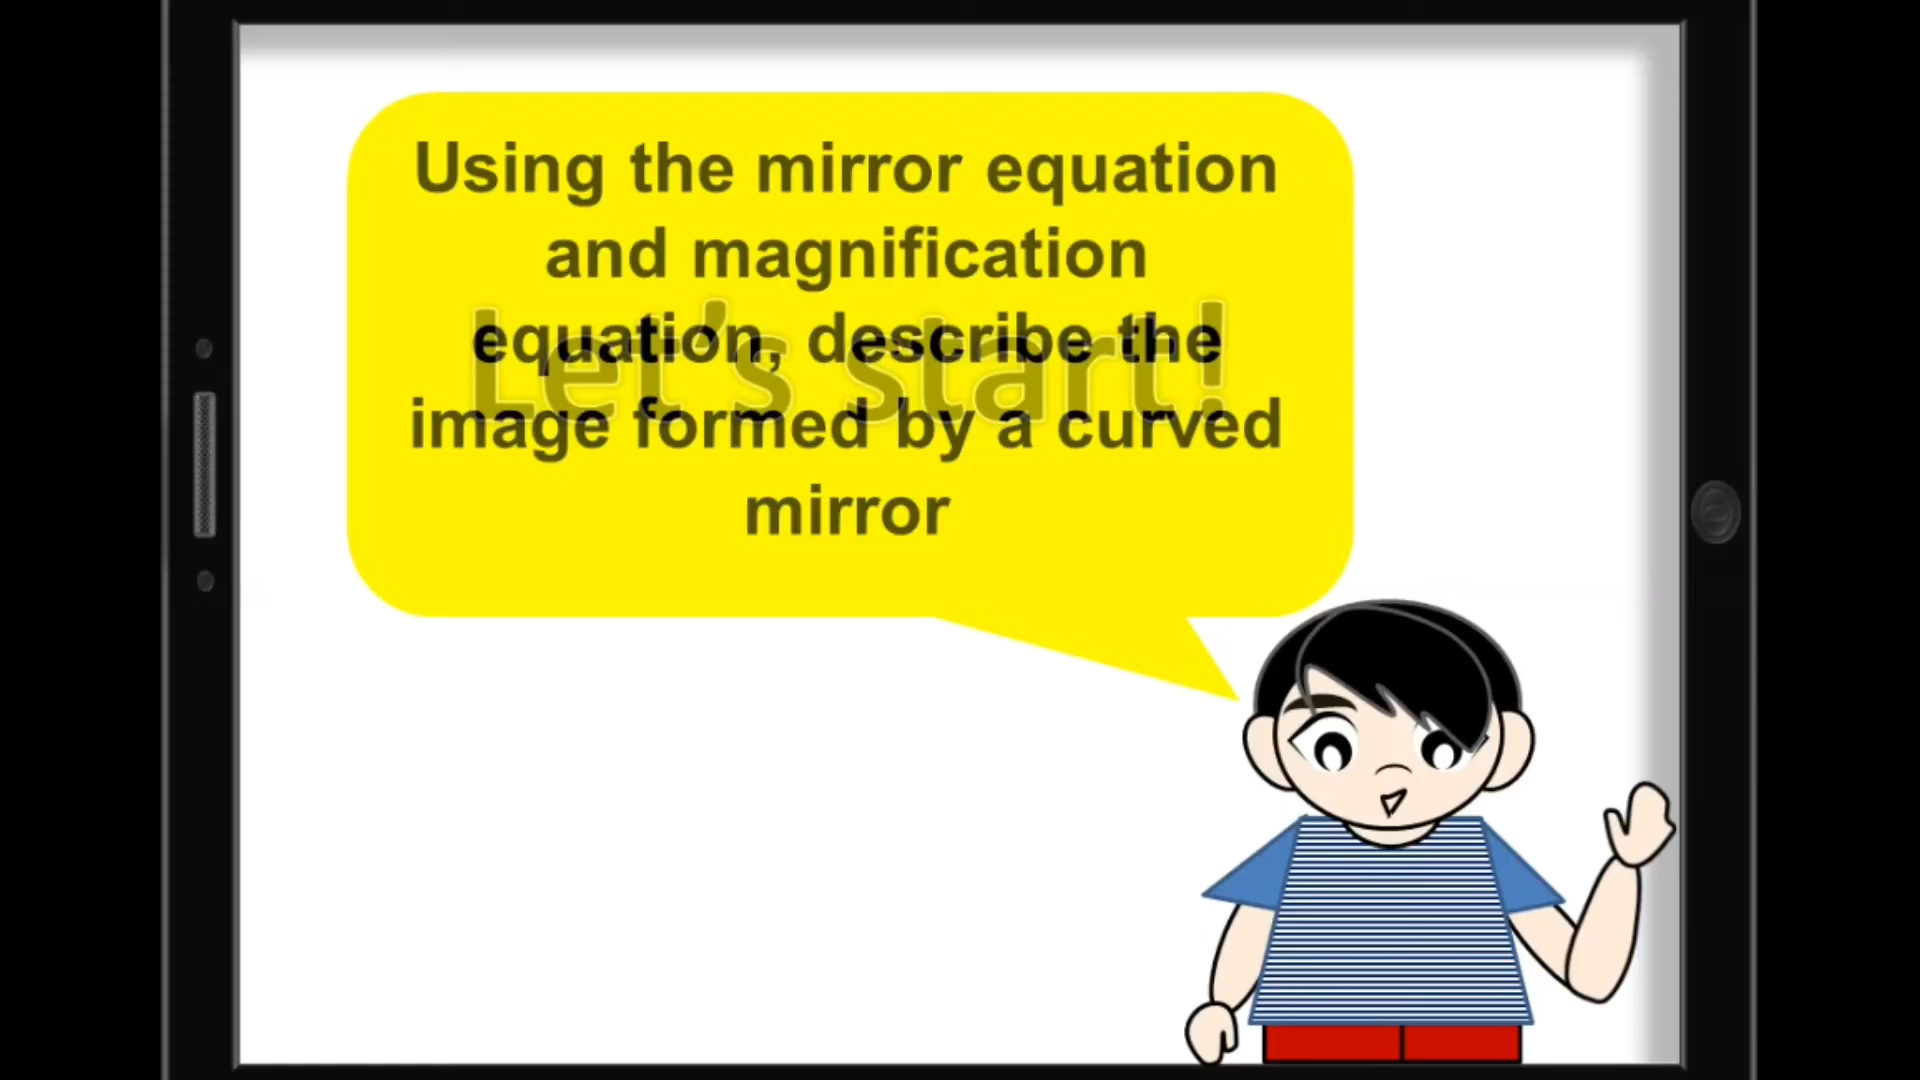 Using the mirror equation
and magnification
equation, describe the
Let's start!
image formed by a curved
mirror